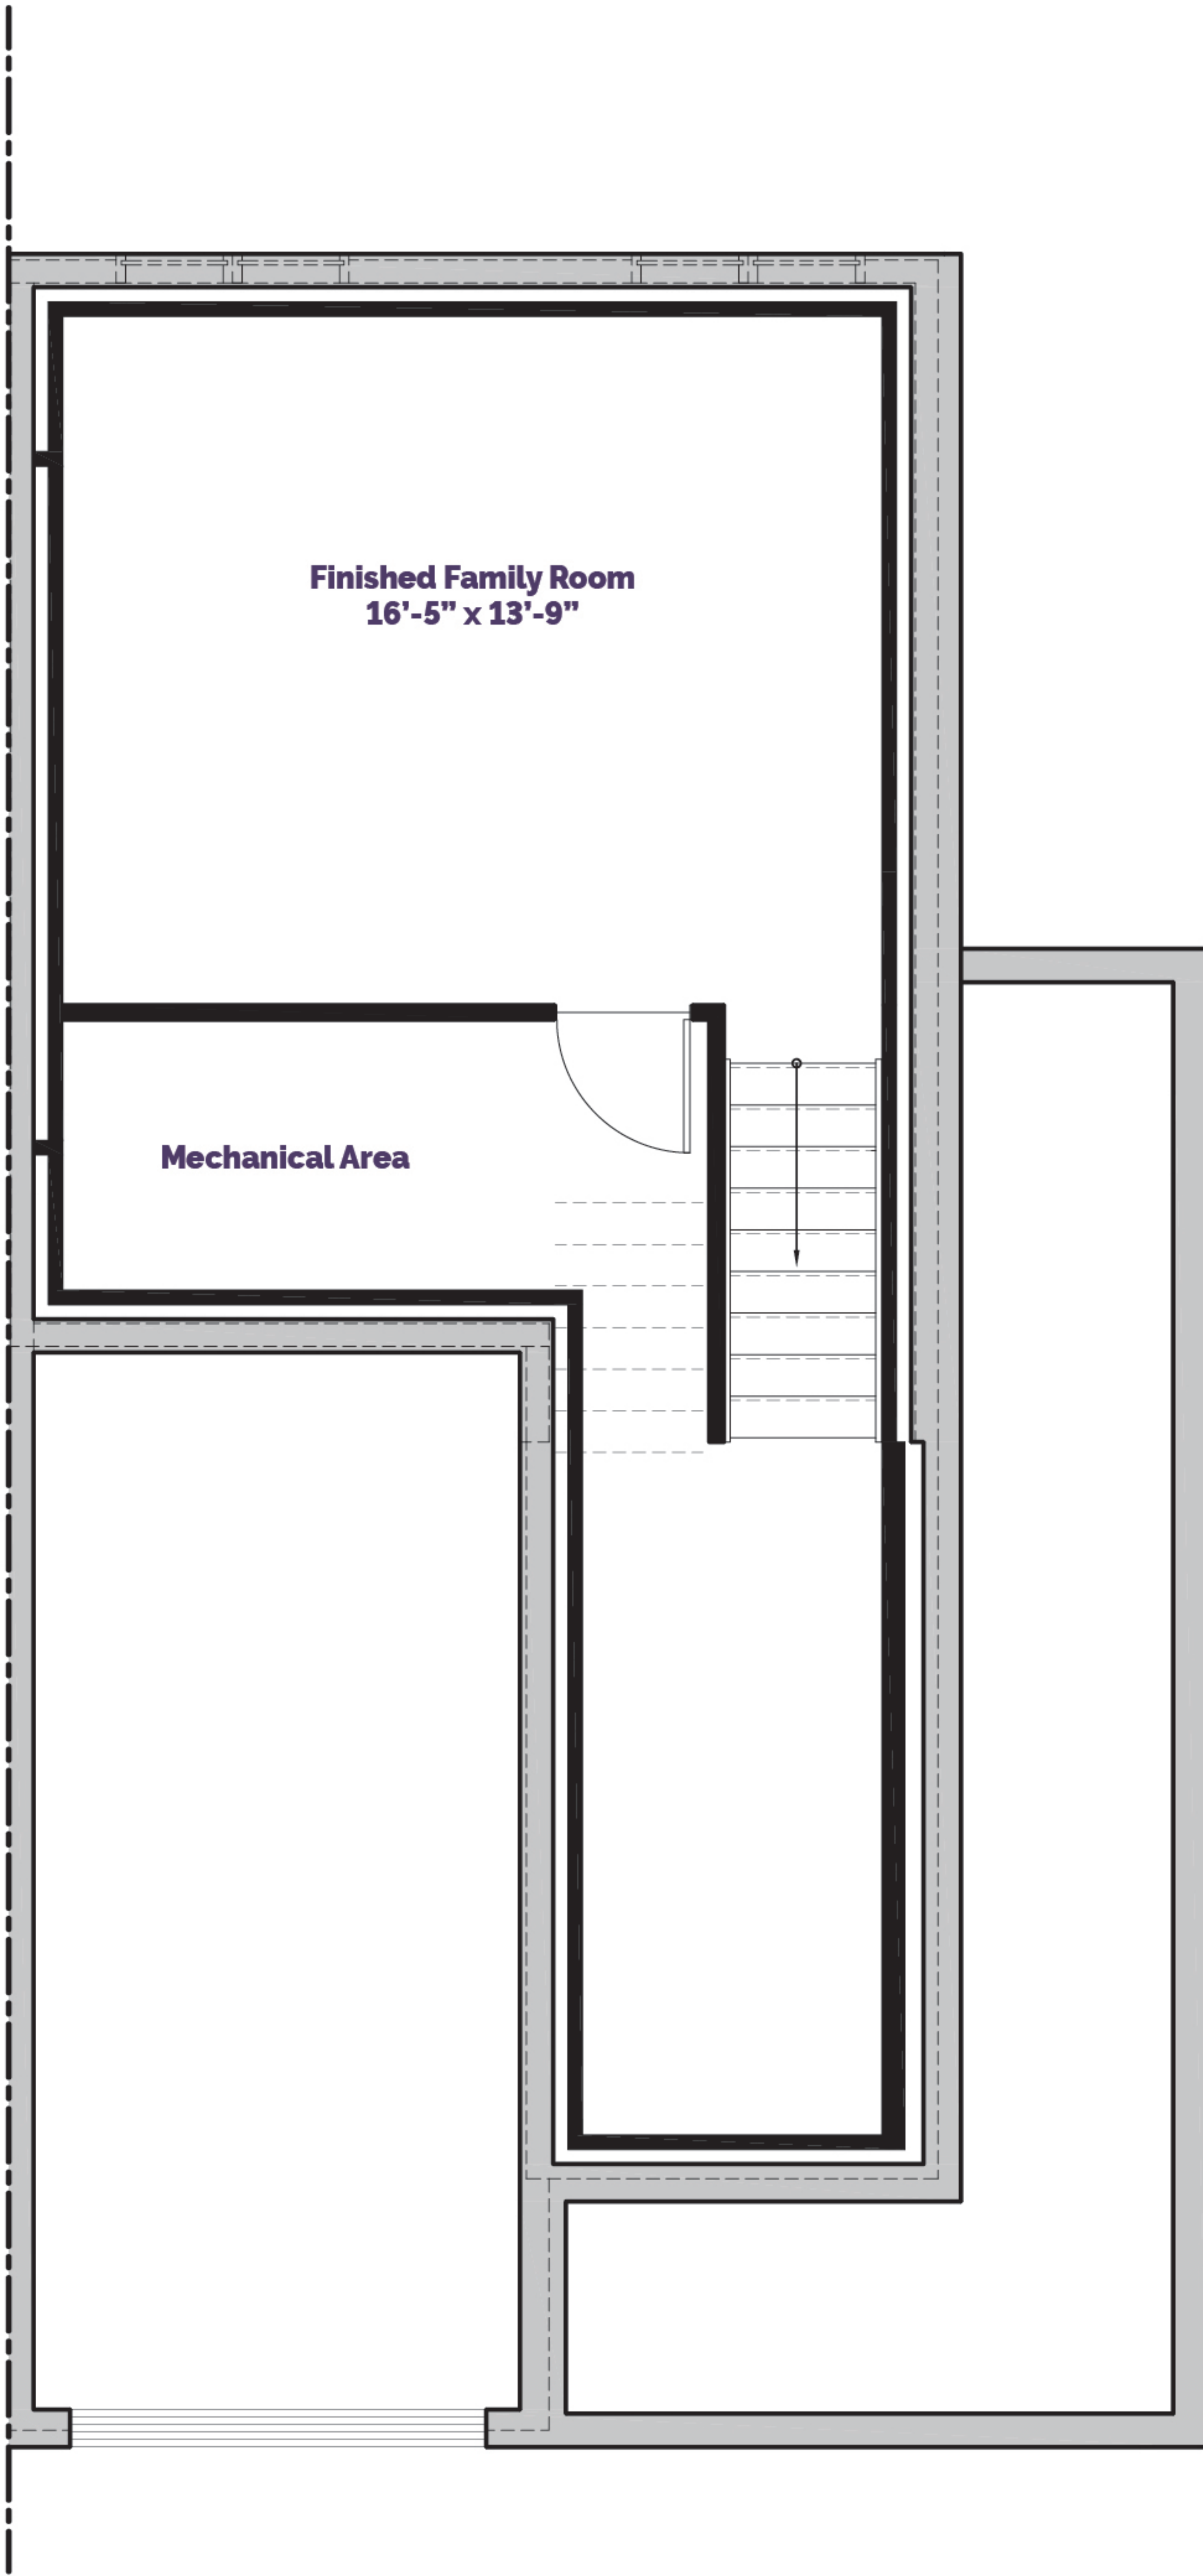 Finished Family Room
16’-5” x 13’-9”
Mechanical Area